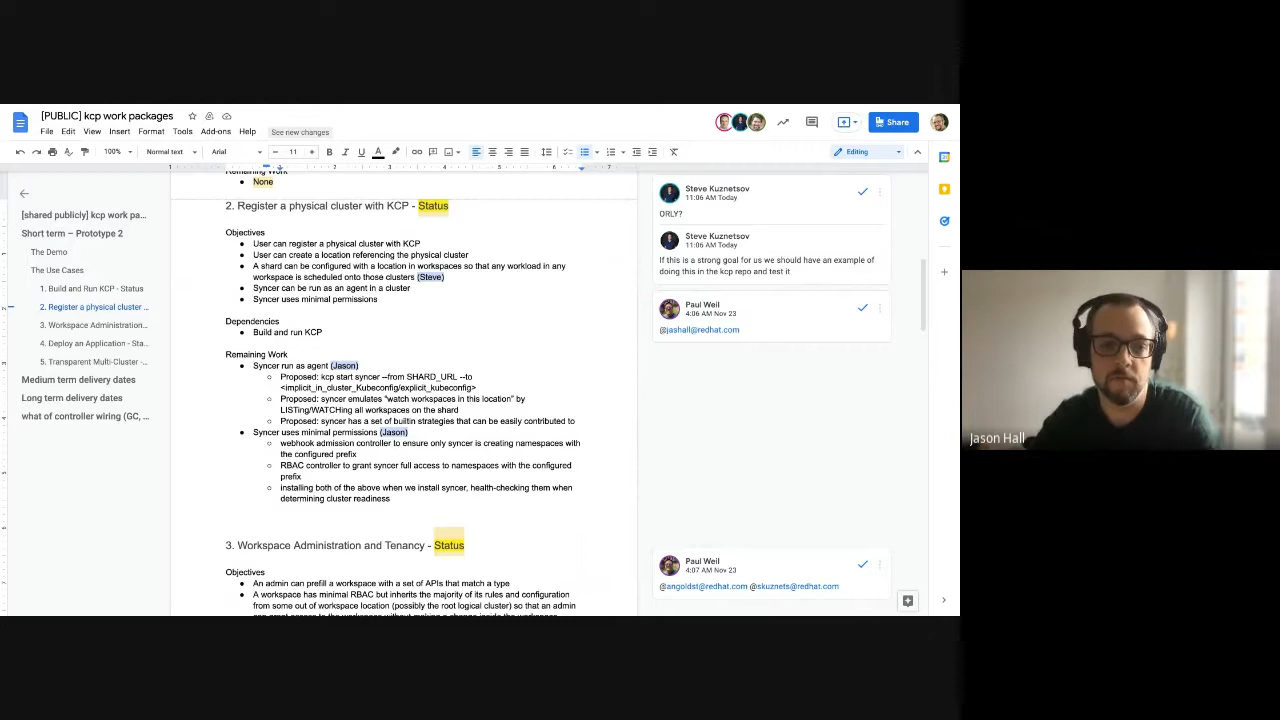 [PUBLIC] kcp work packages
File Edit View Insert Format Tools Add-ons Help See new changes
Share
100% Normal text Arial 11 Editing
[shared publicly] kcp work pa...
Short term – Prototype 2
The Demo
The Use Cases
1. Build and Run KCP - Status
2. Register a physical cluster ...
3. Workspace Administration...
4. Deploy an Application - Sta...
5. Transparent Multi-Cluster -...
Medium term delivery dates
Long term delivery dates
what of controller wiring (GC, ...
Remaining Work
None
2. Register a physical cluster with KCP - Status
Objectives
User can register a physical cluster with KCP
User can create a location referencing the physical cluster
A shard can be configured with a location in workspaces so that any workload in any
workspace is scheduled onto those clusters (Steve)
Syncer can be run as an agent in a cluster
Syncer uses minimal permissions
Dependencies
Build and run KCP
Remaining Work
Syncer run as agent (Jason)
Proposed: kcp start syncer --from SHARD_URL --to
<implicit_in_cluster_Kubeconfig/explicit_kubeconfig>
Proposed: syncer emulates “watch workspaces in this location” by
LISTing/WATCHing all workspaces on the shard
Proposed: syncer has a set of builtin strategies that can be easily contributed to
Syncer uses minimal permissions (Jason)
webhook admission controller to ensure only syncer is creating namespaces with
the configured prefix
RBAC controller to grant syncer full access to namespaces with the configured
prefix
installing both of the above when we install syncer, health-checking them when
determining cluster readiness
3. Workspace Administration and Tenancy - Status
Objectives
An admin can prefill a workspace with a set of APIs that match a type
A workspace has minimal RBAC but inherits the majority of its rules and configuration
from some out of workspace location (possibly the root logical cluster) so that an admin
Steve Kuznetsov
11:06 AM Today
ORLY?
Steve Kuznetsov
11:06 AM Today
If this is a strong goal for us we should have an example of
doing this in the kcp repo and test it
Paul Weil
4:06 AM Nov 23
@jashall@redhat.com
Paul Weil
4:07 AM Nov 23
@angoldst@redhat.com @skuznets@redhat.com
Jason Hall